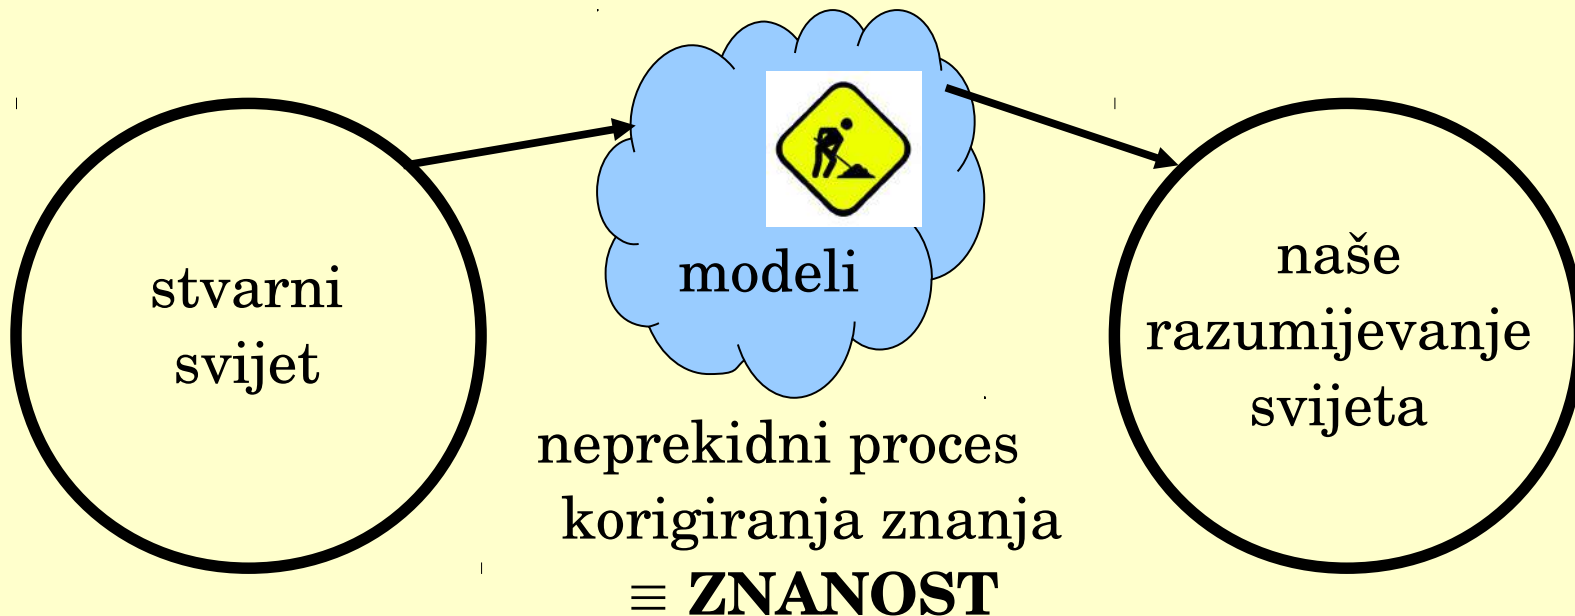 stvarni
svijet
modeli
naše
razumijevanje
svijeta
neprekidni proces
korigiranja znanja
≡ ZNANOST